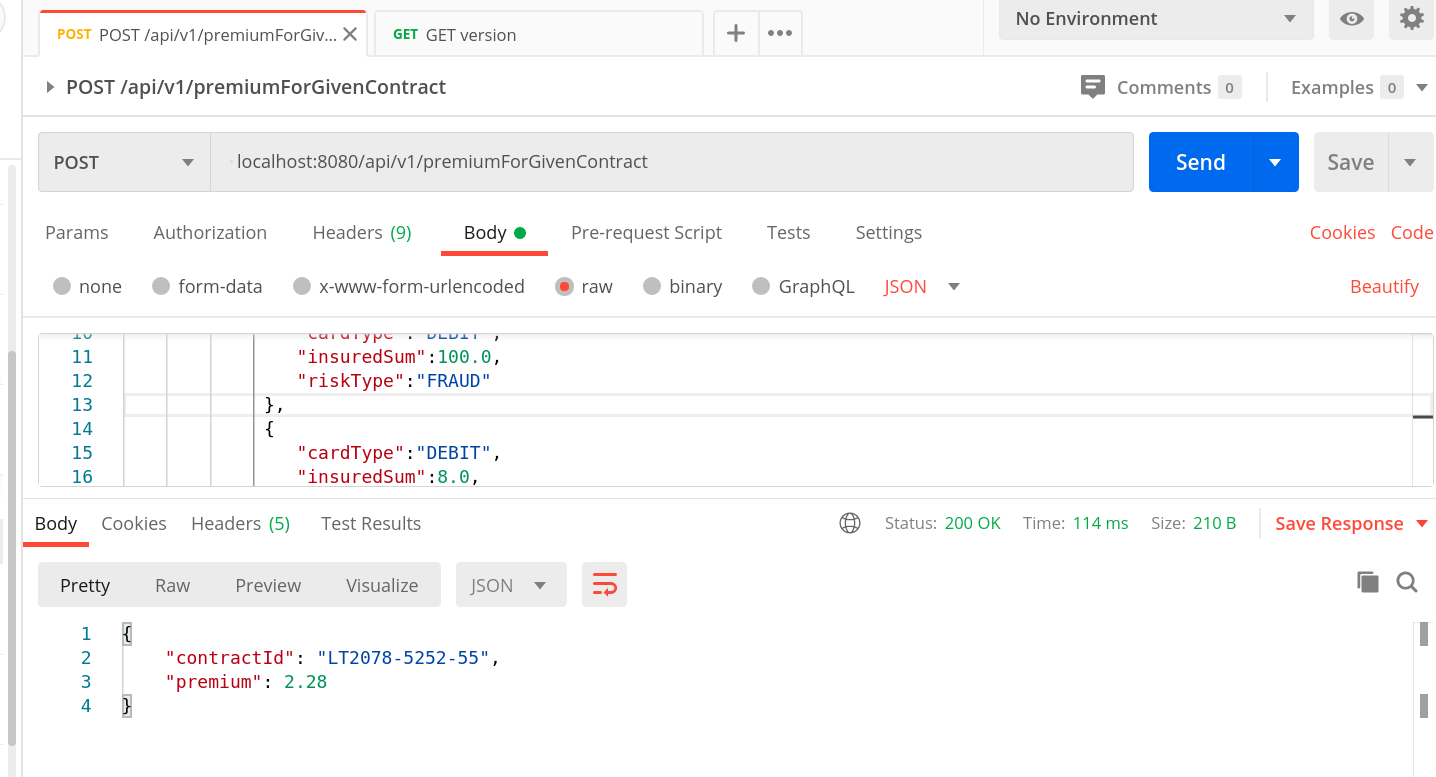 POST POST /api/v1/premiumForGiv... GET GET version No Environment
POST /api/v1/premiumForGivenContract Comments 0 Examples 0
POST localhost:8080/api/v1/premiumForGivenContract Send Save
Params Authorization Headers (9) Body Pre-request Script Tests Settings Cookies Code
none form-data x-www-form-urlencoded raw binary GraphQL JSON Beautify
10 "cardType":"DEBIT",
11 "insuredSum":100.0,
12 "riskType":"FRAUD"
13 },
14 {
15 "cardType":"DEBIT",
16 "insuredSum":8.0,
Body Cookies Headers (5) Test Results Status: 200 OK Time: 114 ms Size: 210 B Save Response
Pretty Raw Preview Visualize JSON
1 {
2 "contractId": "LT2078-5252-55",
3 "premium": 2.28
4 }